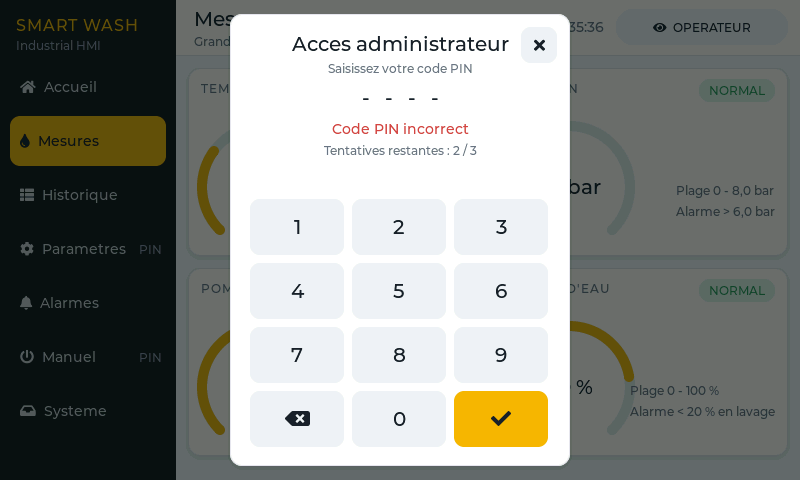 SMART WASH
Industrial HMI
Accueil
Mesures
Historique
Parametres PIN
Alarmes
Manuel PIN
Systeme
Mes
Grand
35:36
OPERATEUR
Acces administrateur
Saisissez votre code PIN
- - - -
Code PIN incorrect
Tentatives restantes : 2 / 3
1 2 3
4 5 6
7 8 9
0
NORMAL
bar
Plage 0 - 8,0 bar
Alarme > 6,0 bar
D'EAU
NORMAL
%
Plage 0 - 100 %
Alarme < 20 % en lavage